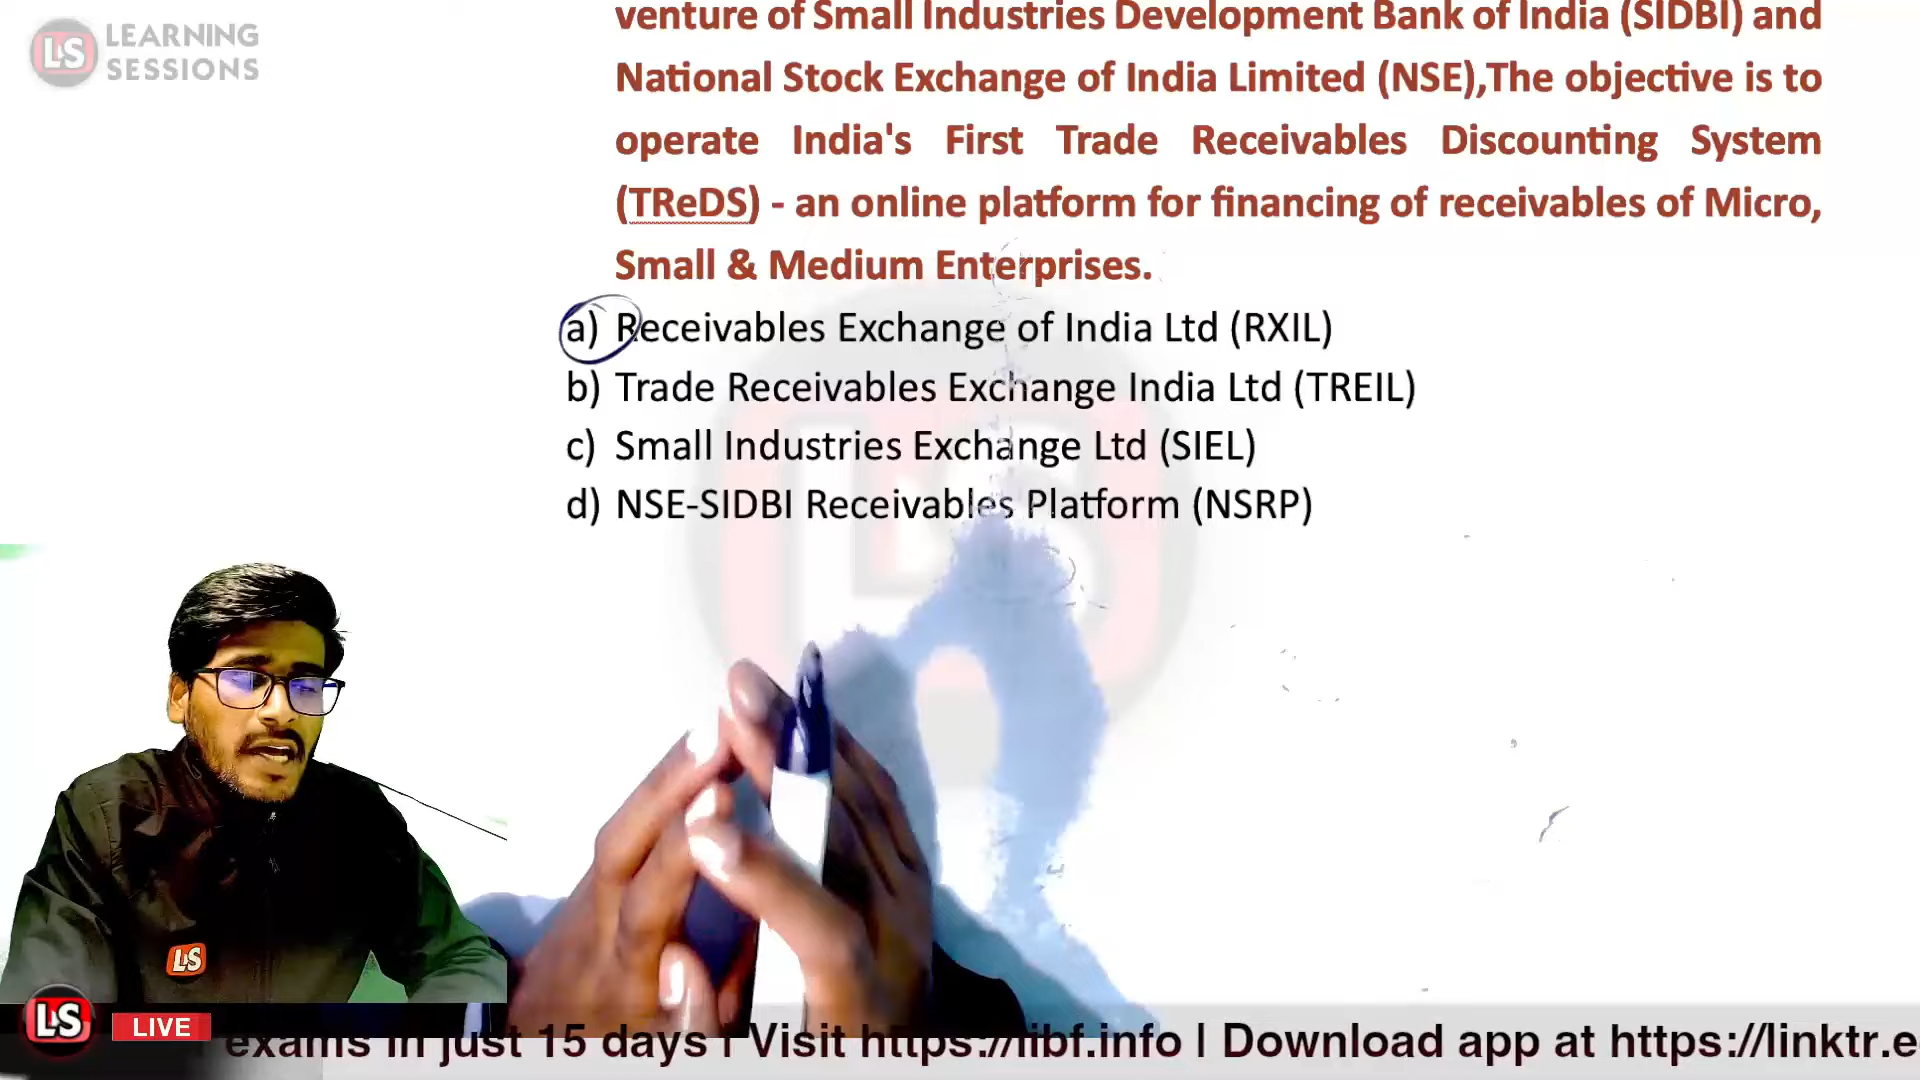 LEARNING
SESSIONS
venture of Small Industries Development Bank of India (SIDBI) and
National Stock Exchange of India Limited (NSE),The objective is to
operate India's First Trade Receivables Discounting System
(TReDS) - an online platform for financing of receivables of Micro,
Small & Medium Enterprises.
a) Receivables Exchange of India Ltd (RXIL)
b) Trade Receivables Exchange India Ltd (TREIL)
c) Small Industries Exchange Ltd (SIEL)
d) NSE-SIDBI Receivables Platform (NSRP)
LS
LS
LIVE
exams in just 15 days | Visit https://iibf.info | Download app at https://linktr.e